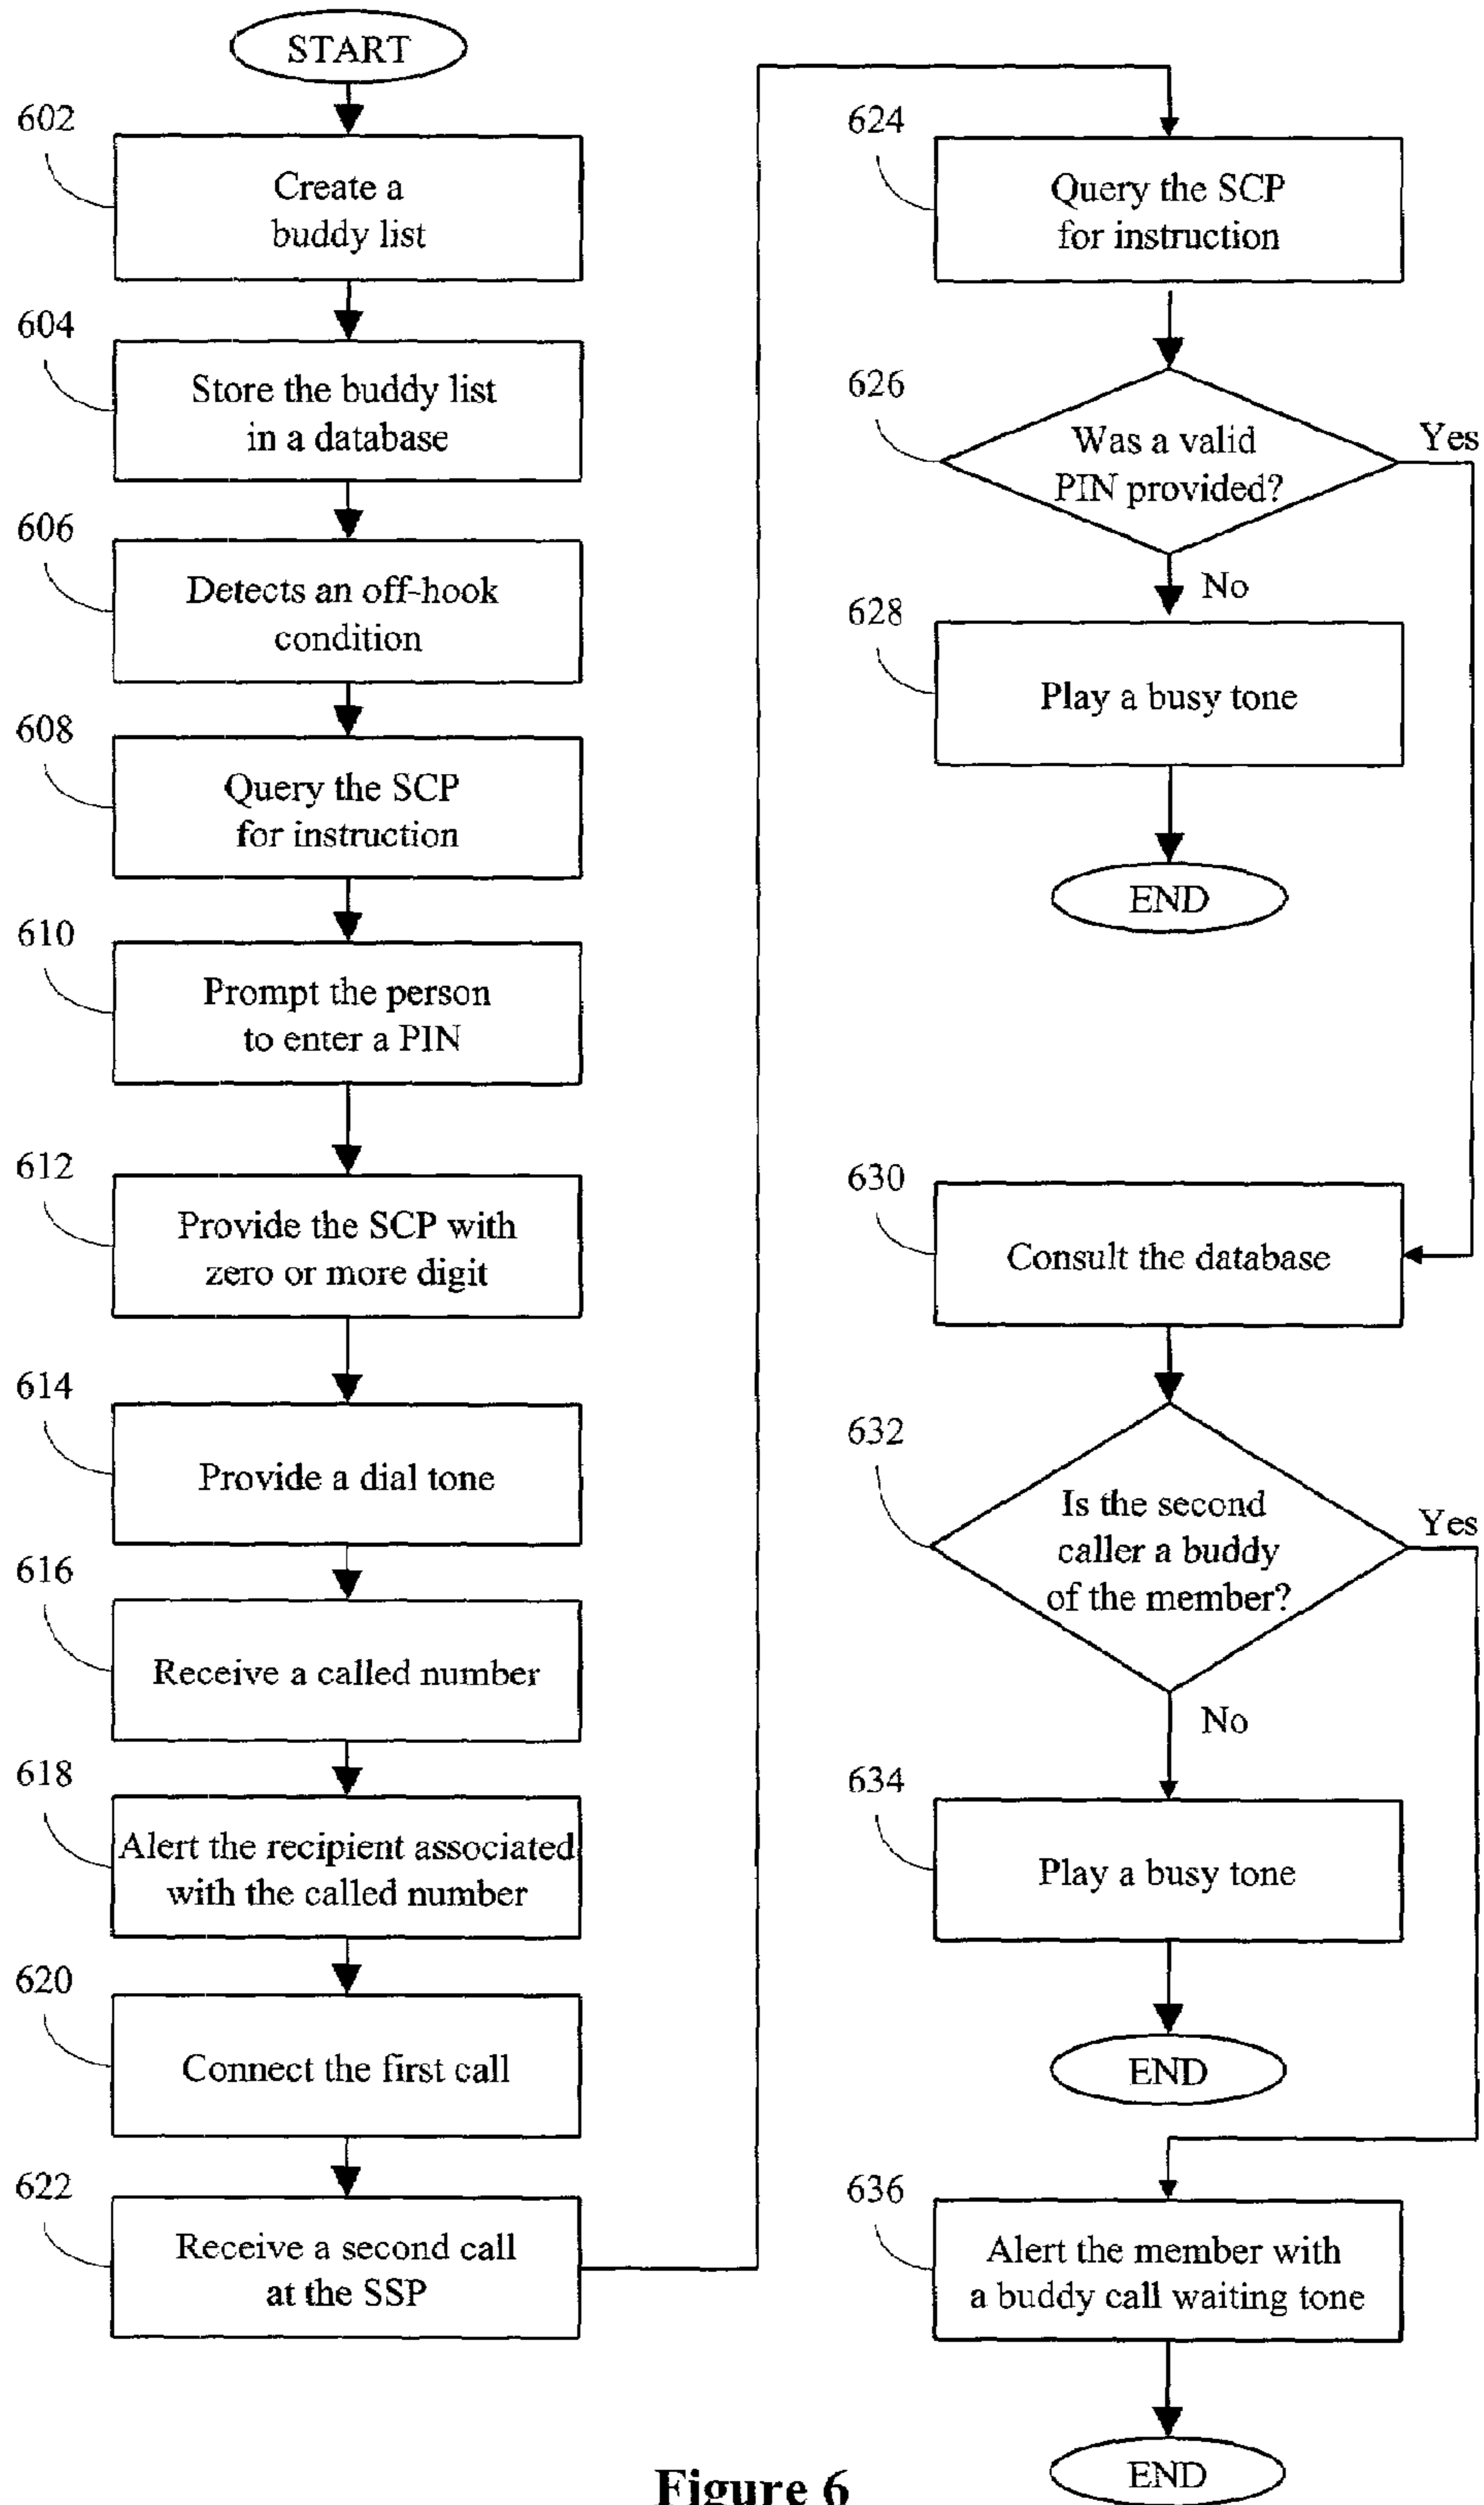 START
602
Create a
buddy list
604
Store the buddy list
in a database
606
Detects an off-hook
condition
608
Query the SCP
for instruction
610
Prompt the person
to enter a PIN
612
Provide the SCP with
zero or more digit
614
Provide a dial tone
616
Receive a called number
618
Alert the recipient associated
with the called number
620
Connect the first call
622
Receive a second call
at the SSP
624
Query the SCP
for instruction
626
Was a valid
PIN provided?
Yes
No
628
Play a busy tone
END
630
Consult the database
632
Is the second
caller a buddy
of the member?
Yes
No
634
Play a busy tone
END
636
Alert the member with
a buddy call waiting tone
END
Figure 6